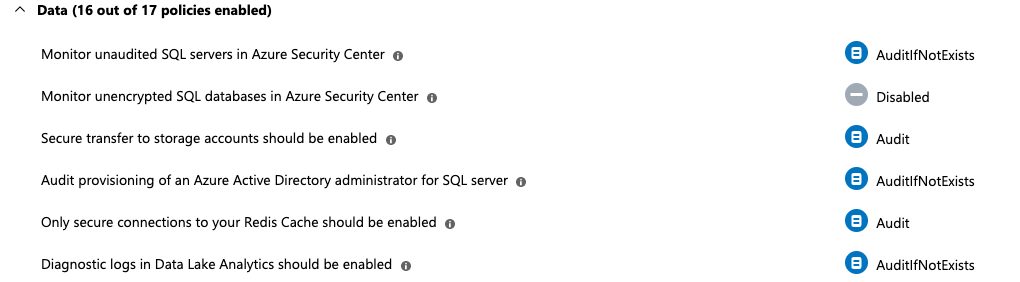 Data (16 out of 17 policies enabled)
Monitor unaudited SQL servers in Azure Security Center AuditIfNotExists
Monitor unencrypted SQL databases in Azure Security Center Disabled
Secure transfer to storage accounts should be enabled Audit
Audit provisioning of an Azure Active Directory administrator for SQL server AuditIfNotExists
Only secure connections to your Redis Cache should be enabled Audit
Diagnostic logs in Data Lake Analytics should be enabled AuditIfNotExists